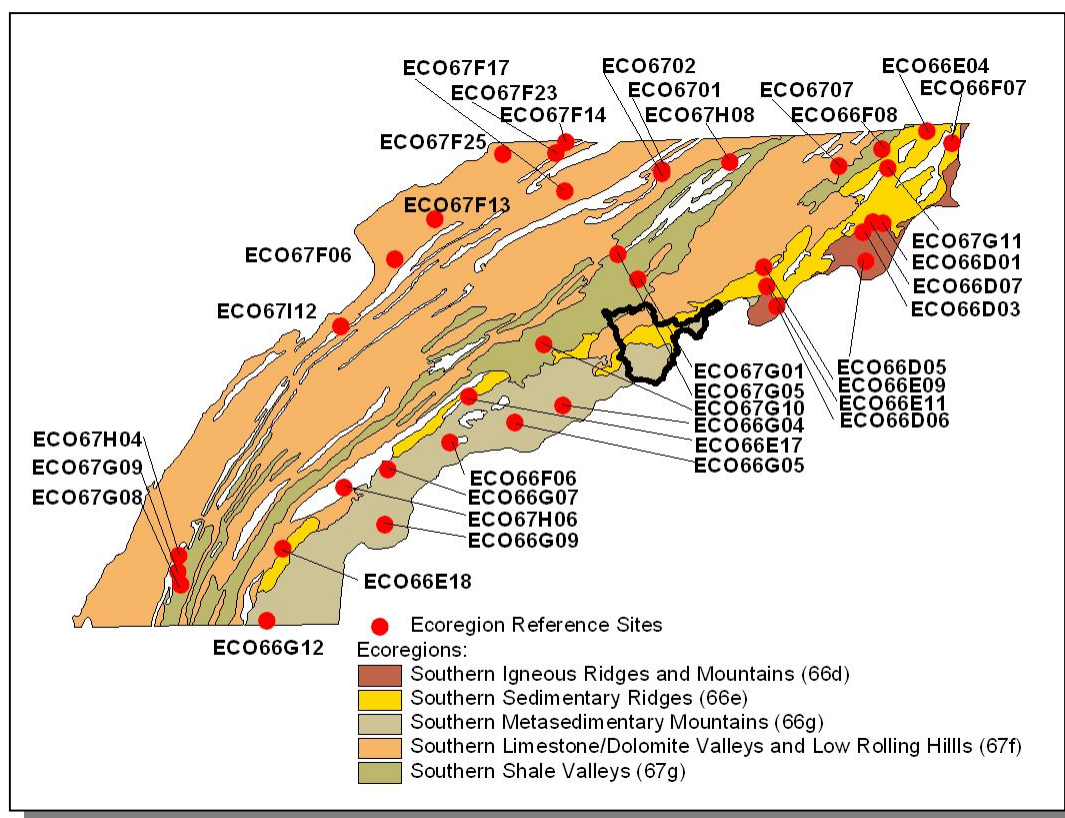 ECO67F17
ECO67F23
ECO67F14
ECO67F25
ECO6702
ECO6701
ECO67H08
ECO6707
ECO66F08
ECO66E04
ECO66F07
ECO67F13
ECO67F06
ECO67I12
ECO67G11
ECO66D01
ECO66D07
ECO66D03
ECO66D05
ECO66E09
ECO66E11
ECO66D06
ECO67G01
ECO67G05
ECO67G10
ECO66G04
ECO66E17
ECO66G05
ECO67H04
ECO67G09
ECO67G08
ECO66F06
ECO66G07
ECO67H06
ECO66G09
ECO66E18
ECO66G12
Ecoregion Reference Sites
Ecoregions:
Southern Igneous Ridges and Mountains (66d)
Southern Sedimentary Ridges (66e)
Southern Metasedimentary Mountains (66g)
Southern Limestone/Dolomite Valleys and Low Rolling Hillls (67f)
Southern Shale Valleys (67g)